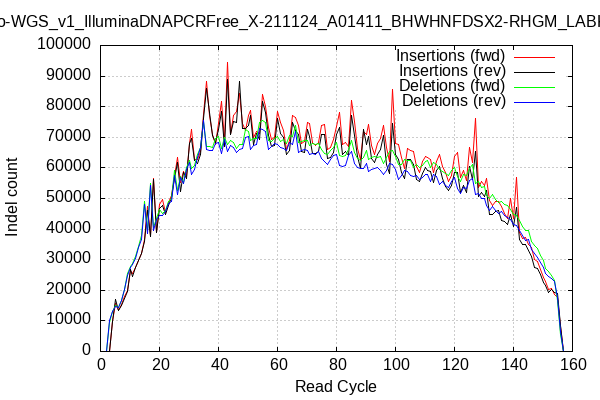 o-WGS_v1_IlluminaDNAPCRFree_X-211124_A01411_BHWHNFDSX2-RHGM_LAB
Insertions (fwd)
Insertions (rev)
Deletions (fwd)
Deletions (rev)
Indel count
100000
90000
80000
70000
60000
50000
40000
30000
20000
10000
0
0 20 40 60 80 100 120 140 160
Read Cycle